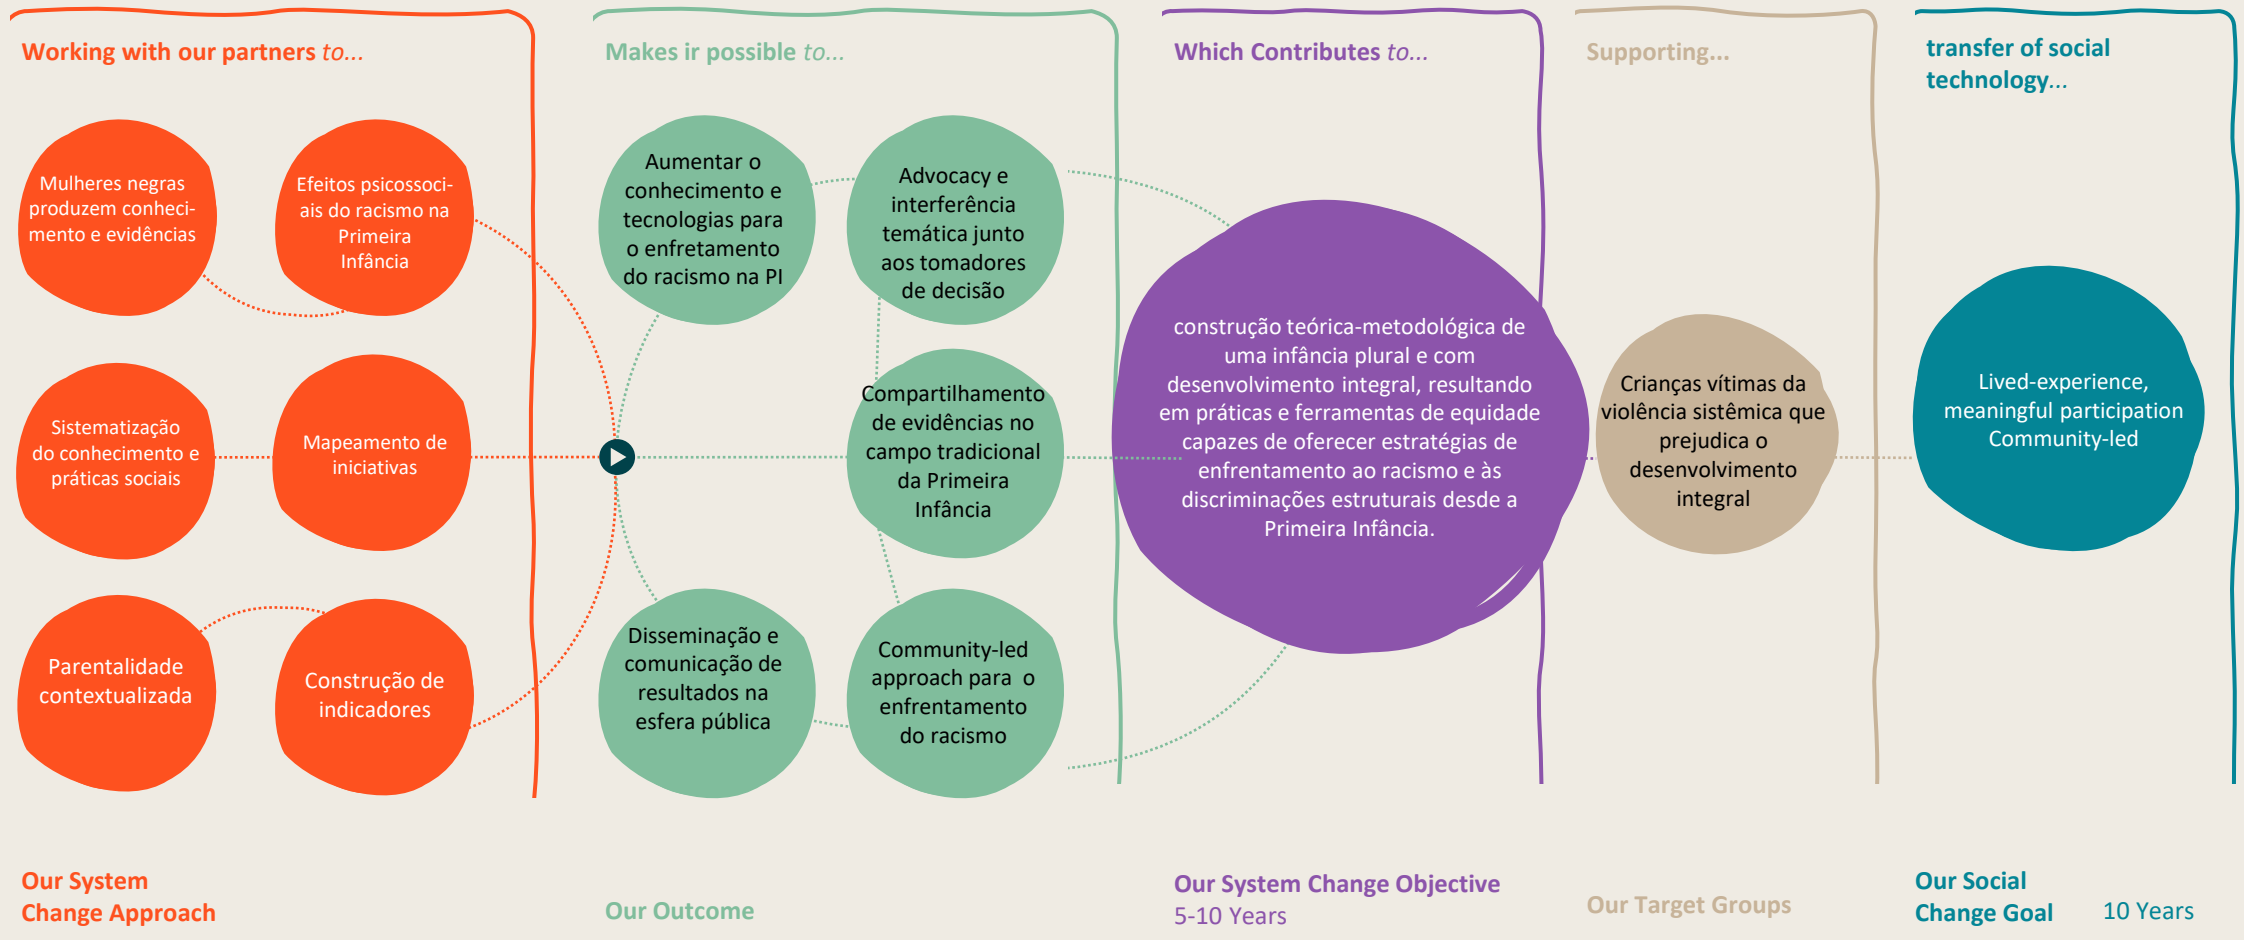 Working with our partners to...
Mulheres negras
produzem conheci-
mento e evidências
Efeitos psicossoci-
ais do racismo na
Primeira
Infância
Sistematização
do conhecimento e
práticas sociais
Mapeamento de
iniciativas
Parentalidade
contextualizada
Construção de
indicadores
Our System
Change Approach
Makes ir possible to...
Aumentar o
conhecimento e
tecnologias para
o enfretamento
do racismo na PI
Advocacy e
interferência
temática junto
aos tomadores
de decisão
Compartilhamento
de evidências no
campo tradicional
da Primeira
Infância
Disseminação e
comunicação de
resultados na
esfera pública
Community-led
approach para o
enfrentamento
do racismo
Our Outcome
Which Contributes to...
construção teórica-metodológica de
uma infância plural e com
desenvolvimento integral, resultando
em práticas e ferramentas de equidade
capazes de oferecer estratégias de
enfrentamento ao racismo e às
discriminações estruturais desde a
Primeira Infância.
Our System Change Objective
5-10 Years
Supporting...
Crianças vítimas da
violência sistêmica que
prejudica o
desenvolvimento
integral
Our Target Groups
transfer of social
technology...
Lived-experience,
meaningful participation
Community-led
Our Social
Change Goal
10 Years